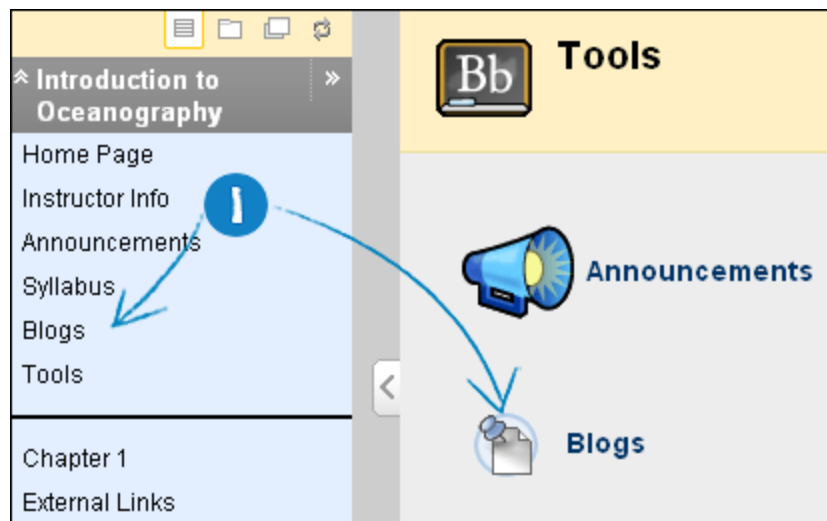 Introduction to
Oceanography
Home Page
Instructor Info
Announcements
Syllabus
Blogs
Tools
Chapter 1
External Links
1
Bb
Tools
Announcements
Blogs